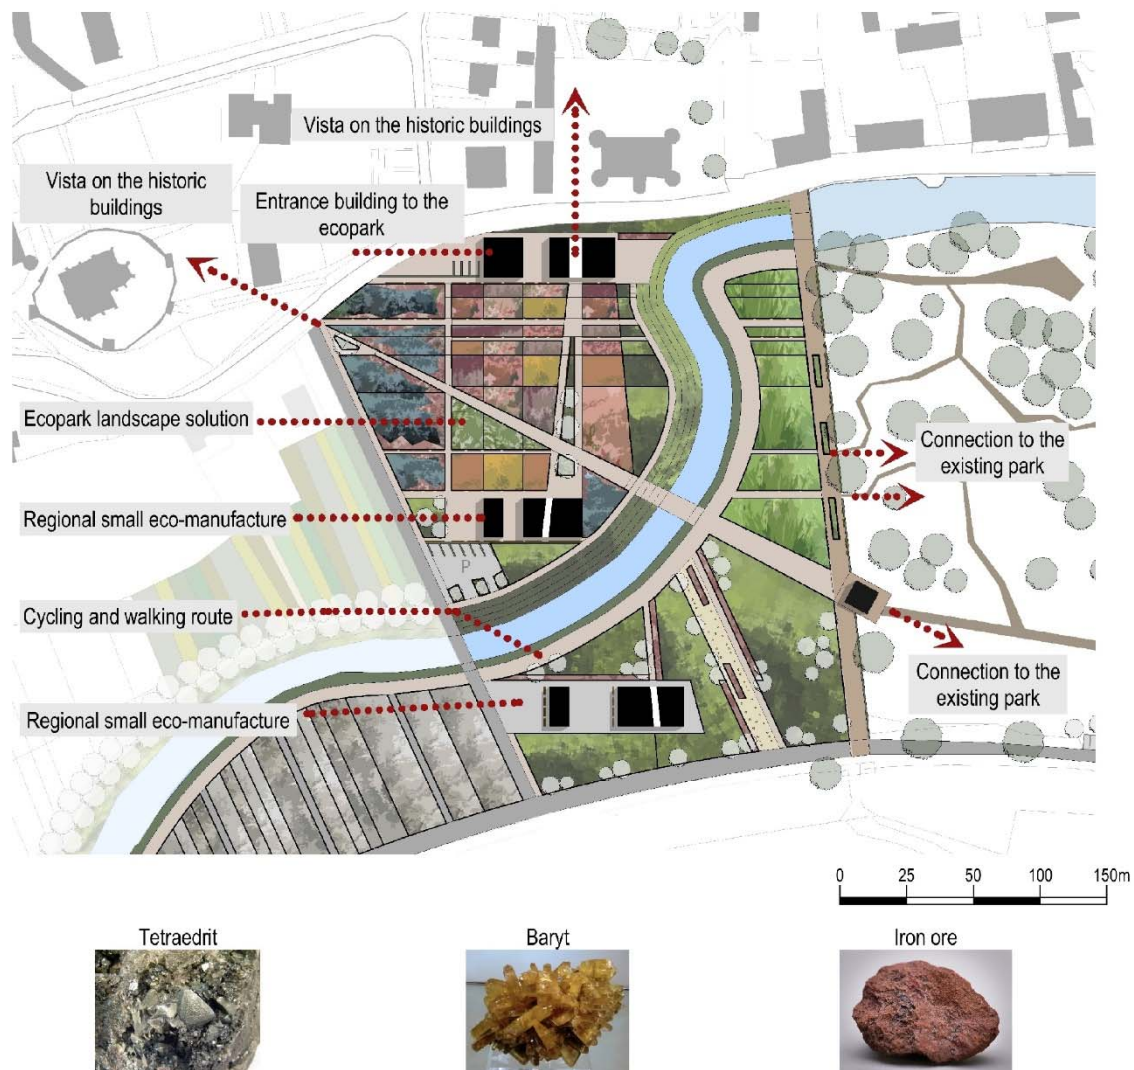 Vista on the historic buildings
Vista on the historic
buildings
Entrance building to the
ecopark
Ecopark landscape solution
Connection to the
existing park
Regional small eco-manufacture
P
Cycling and walking route
Connection to the
existing park
Regional small eco-manufacture
0 25 50 100 150m
Tetraedrit
Baryt
Iron ore